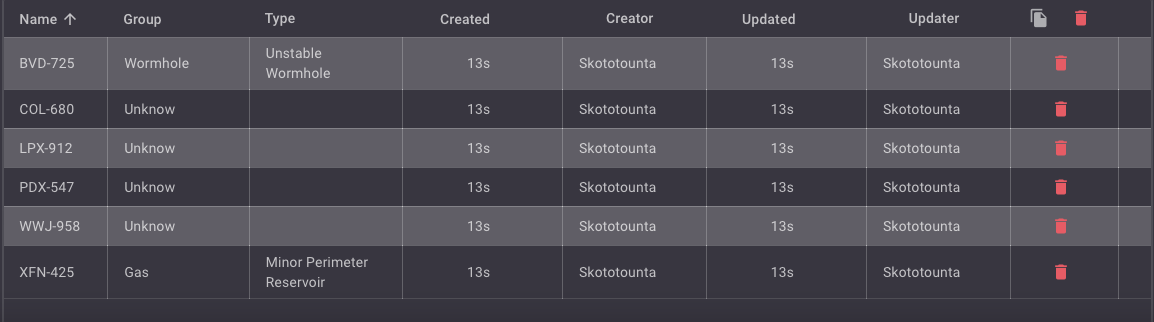 Name Group Type Created Creator Updated Updater
BVD-725 Wormhole Unstable Wormhole 13s Skototounta 13s Skototounta
COL-680 Unknow 13s Skototounta 13s Skototounta
LPX-912 Unknow 13s Skototounta 13s Skototounta
PDX-547 Unknow 13s Skototounta 13s Skototounta
WWJ-958 Unknow 13s Skototounta 13s Skototounta
XFN-425 Gas Minor Perimeter Reservoir 13s Skototounta 13s Skototounta